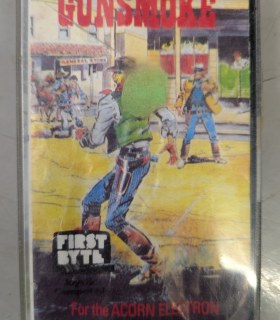 GUNSMOKE
FIRST
BYTE
For the ACORN ELECTRON